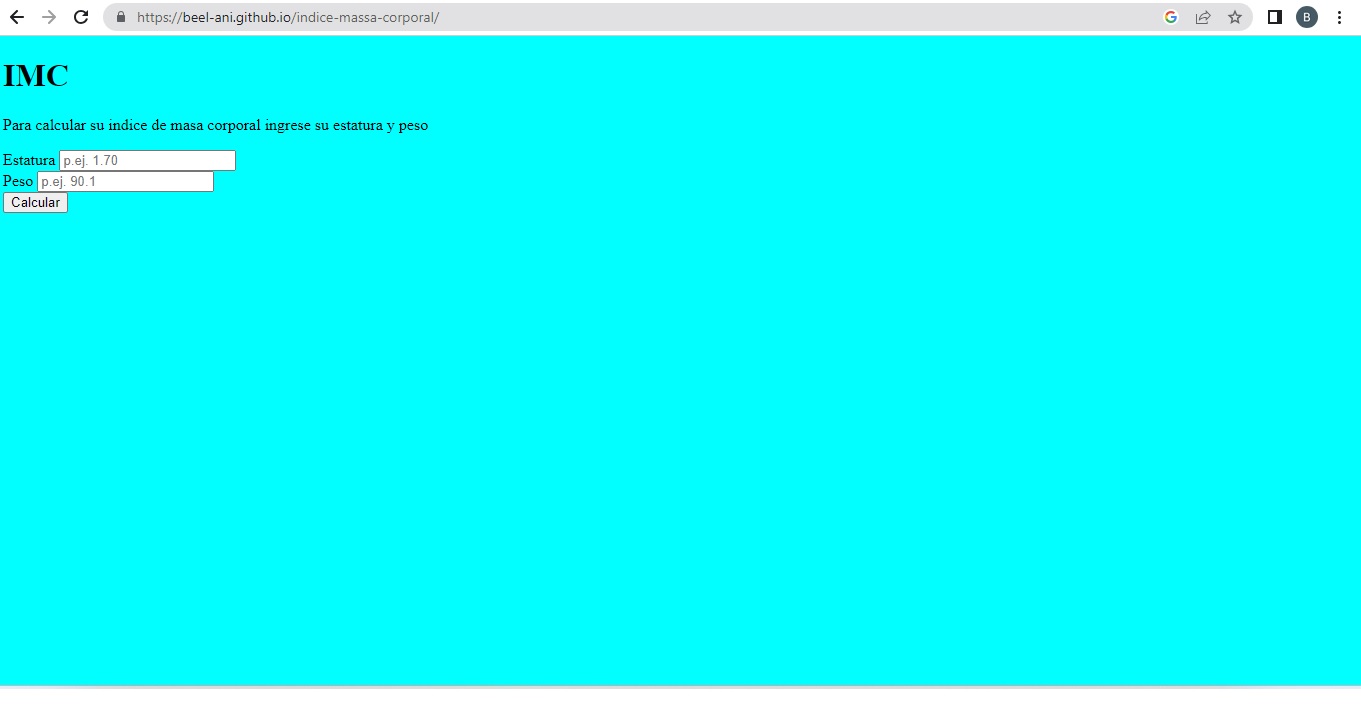 https://beel-ani.github.io/indice-massa-corporal/
B
IMC
Para calcular su indice de masa corporal ingrese su estatura y peso
Estatura p.ej. 1.70
Peso p.ej. 90.1
Calcular